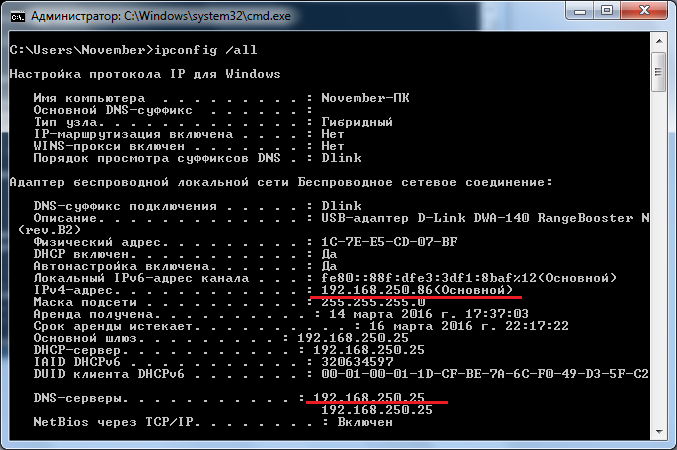 Администратор: C:\Windows\system32\cmd.exe
C:\Users\November>ipconfig /all
Настройка протокола IP для Windows
Имя компьютера . . . . . . . . . : November-ПК
Основной DNS-суффикс . . . . . . :
Тип узла. . . . . . . . . . . . . : Гибридный
IP-маршрутизация включена . . . . : Нет
WINS-прокси включен . . . . . . . : Нет
Порядок просмотра суффиксов DNS . : Dlink
Адаптер беспроводной локальной сети Беспроводное сетевое соединение:
DNS-суффикс подключения . . . . . : Dlink
Описание. . . . . . . . . . . . . : USB-адаптер D-Link DWA-140 RangeBooster N
(rev.B2)
Физический адрес. . . . . . . . . : 1C-7E-E5-CD-07-BF
DHCP включен. . . . . . . . . . . : Да
Автонастройка включена. . . . . . : Да
Локальный IPv6-адрес канала . . . : fe80::88f:dfe3:3df1:8baf%12(Основной)
IPv4-адрес. . . . . . . . . . . . : 192.168.250.86(Основной)
Маска подсети . . . . . . . . . . : 255.255.255.0
Аренда получена. . . . . . . . . . : 14 марта 2016 г. 17:37:03
Срок аренды истекает. . . . . . . . . . : 16 марта 2016 г. 22:17:22
Основной шлюз. . . . . . . . . : 192.168.250.25
DHCP-сервер. . . . . . . . . . . : 192.168.250.25
IAID DHCPv6 . . . . . . . . . . . : 320634597
DUID клиента DHCPv6 . . . . . . . : 00-01-00-01-1D-CF-BE-7A-6C-F0-49-D3-5F-C2
DNS-серверы. . . . . . . . . . . : 192.168.250.25
192.168.250.25
NetBios через TCP/IP. . . . . . . . : Включен